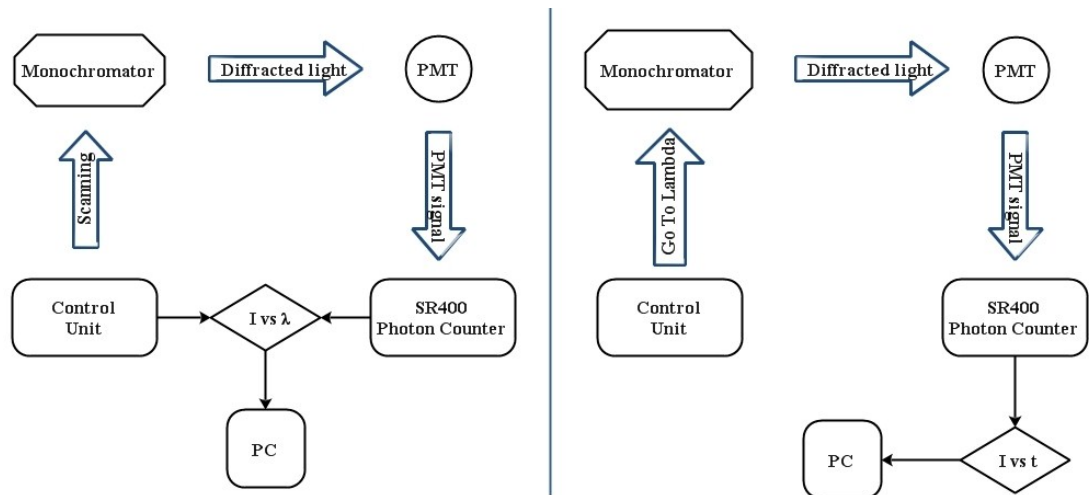 Monochromator
Diffracted light
PMT
Scanning
PMT signal
Control
Unit
I vs λ
SR400
Photon Counter
PC
Monochromator
Diffracted light
PMT
Go To Lambda
PMT signal
Control
Unit
SR400
Photon Counter
PC
I vs t